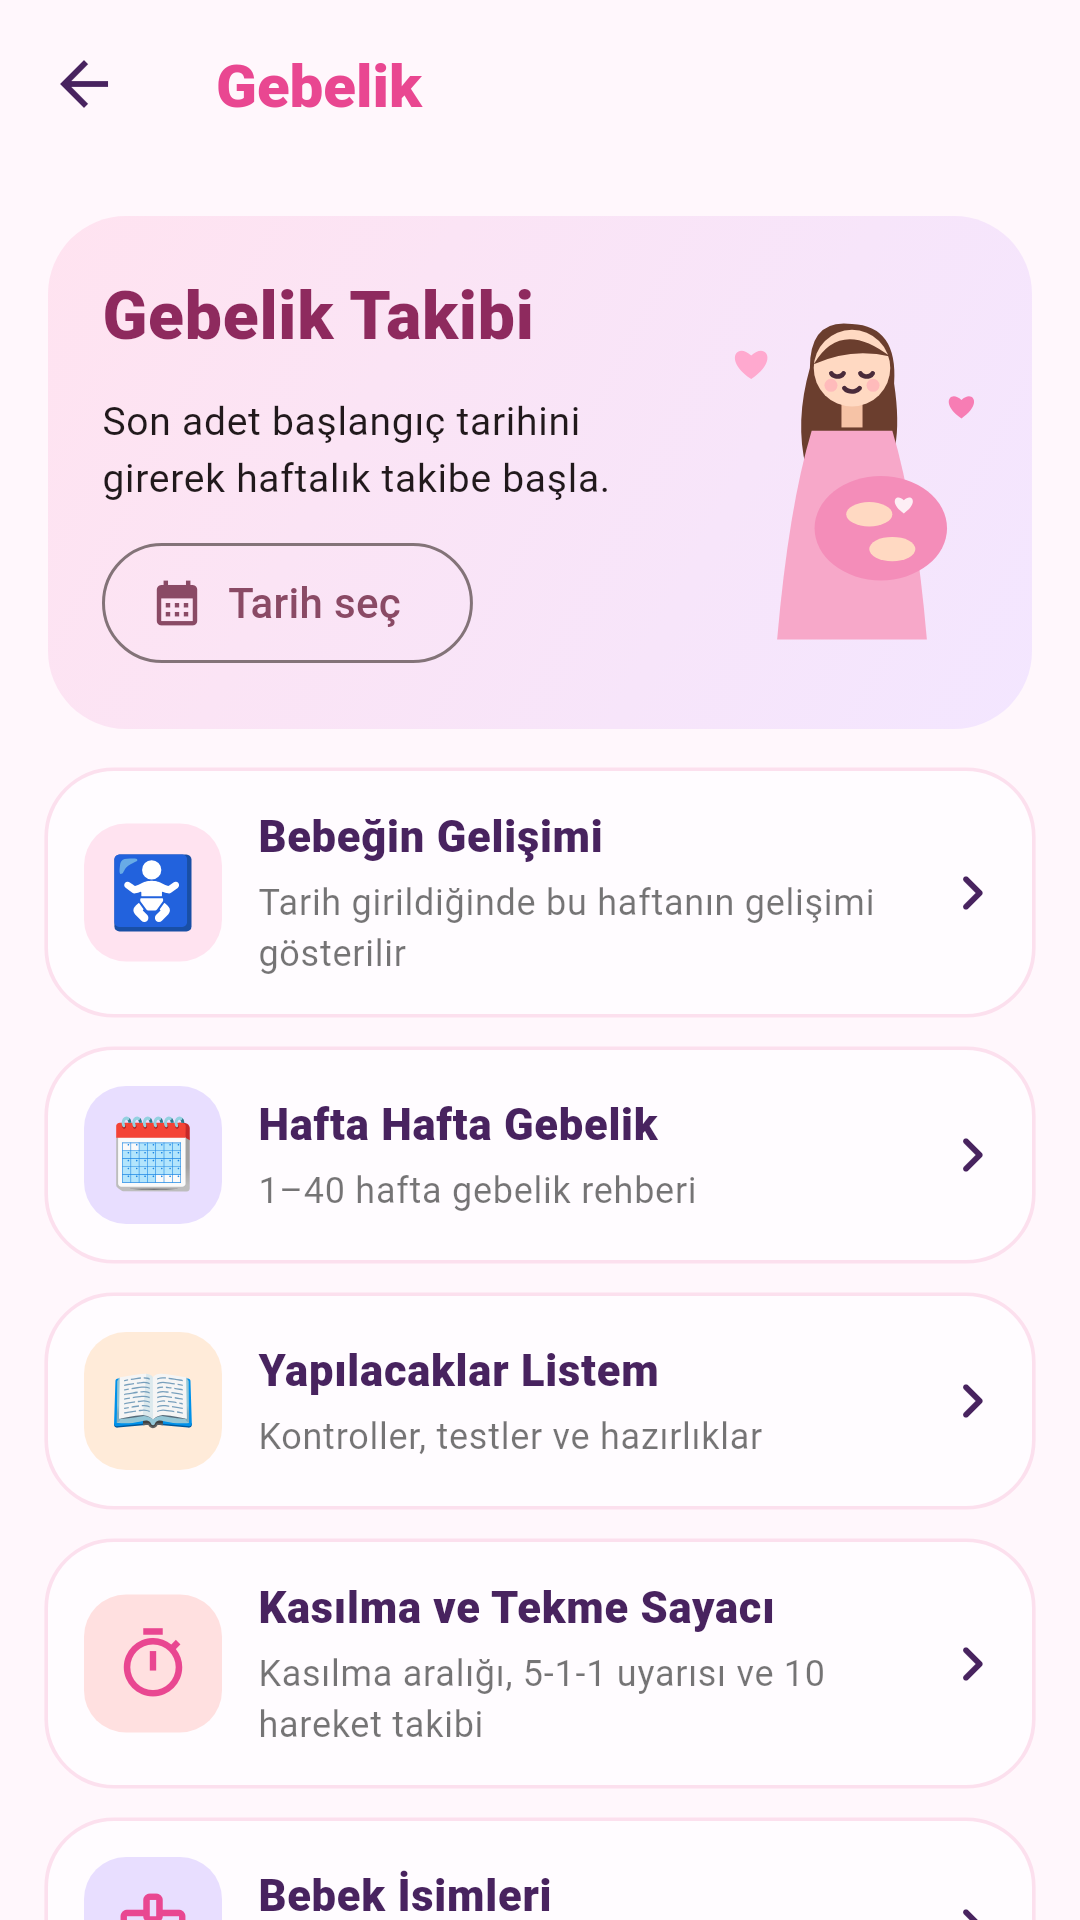 Gebelik
Gebelik Takibi
Son adet başlangıç tarihini
girerek haftalık takibe başla.
Tarih seç
Bebeğin Gelişimi
Tarih girildiğinde bu haftanın gelişimi
gösterilir
Hafta Hafta Gebelik
1–40 hafta gebelik rehberi
Yapılacaklar Listem
Kontroller, testler ve hazırlıklar
Kasılma ve Tekme Sayacı
Kasılma aralığı, 5-1-1 uyarısı ve 10
hareket takibi
Bebek İsimleri